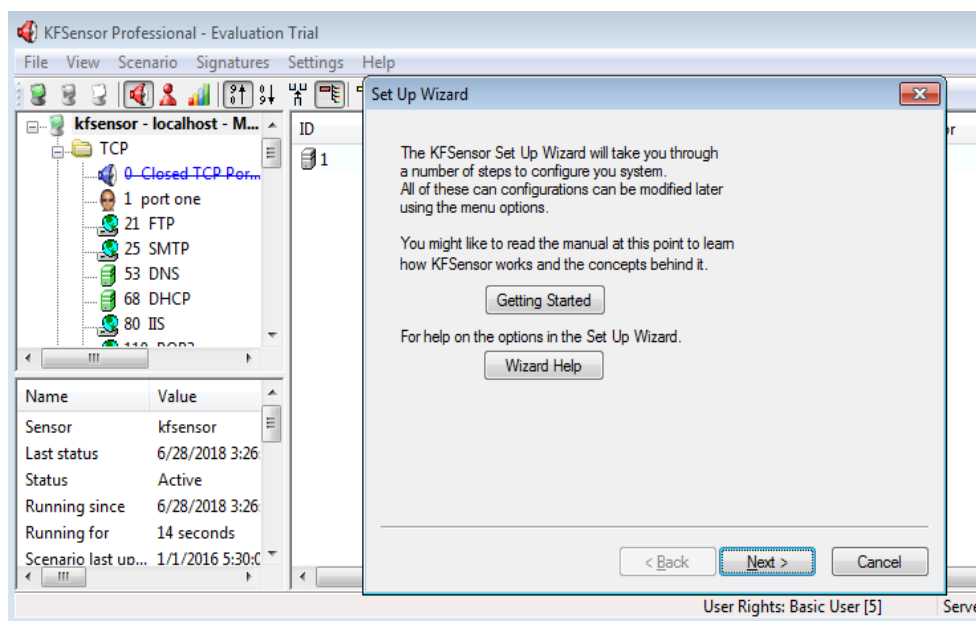 KFSensor Professional - Evaluation Trial
File View Scenario Signatures Settings Help
kfsensor - localhost - M...
TCP
0 Closed TCP Por...
1 port one
21 FTP
25 SMTP
53 DNS
68 DHCP
80 IIS
110 POP3
Name Value
Sensor kfsensor
Last status 6/28/2018 3:26:
Status Active
Running since 6/28/2018 3:26:
Running for 14 seconds
Scenario last up... 1/1/2016 5:30:0
ID
1
Set Up Wizard
The KFSensor Set Up Wizard will take you through
a number of steps to configure you system.
All of these can configurations can be modified later
using the menu options.
You might like to read the manual at this point to learn
how KFSensor works and the concepts behind it.
Getting Started
For help on the options in the Set Up Wizard.
Wizard Help
< Back Next > Cancel
User Rights: Basic User [5] Serve